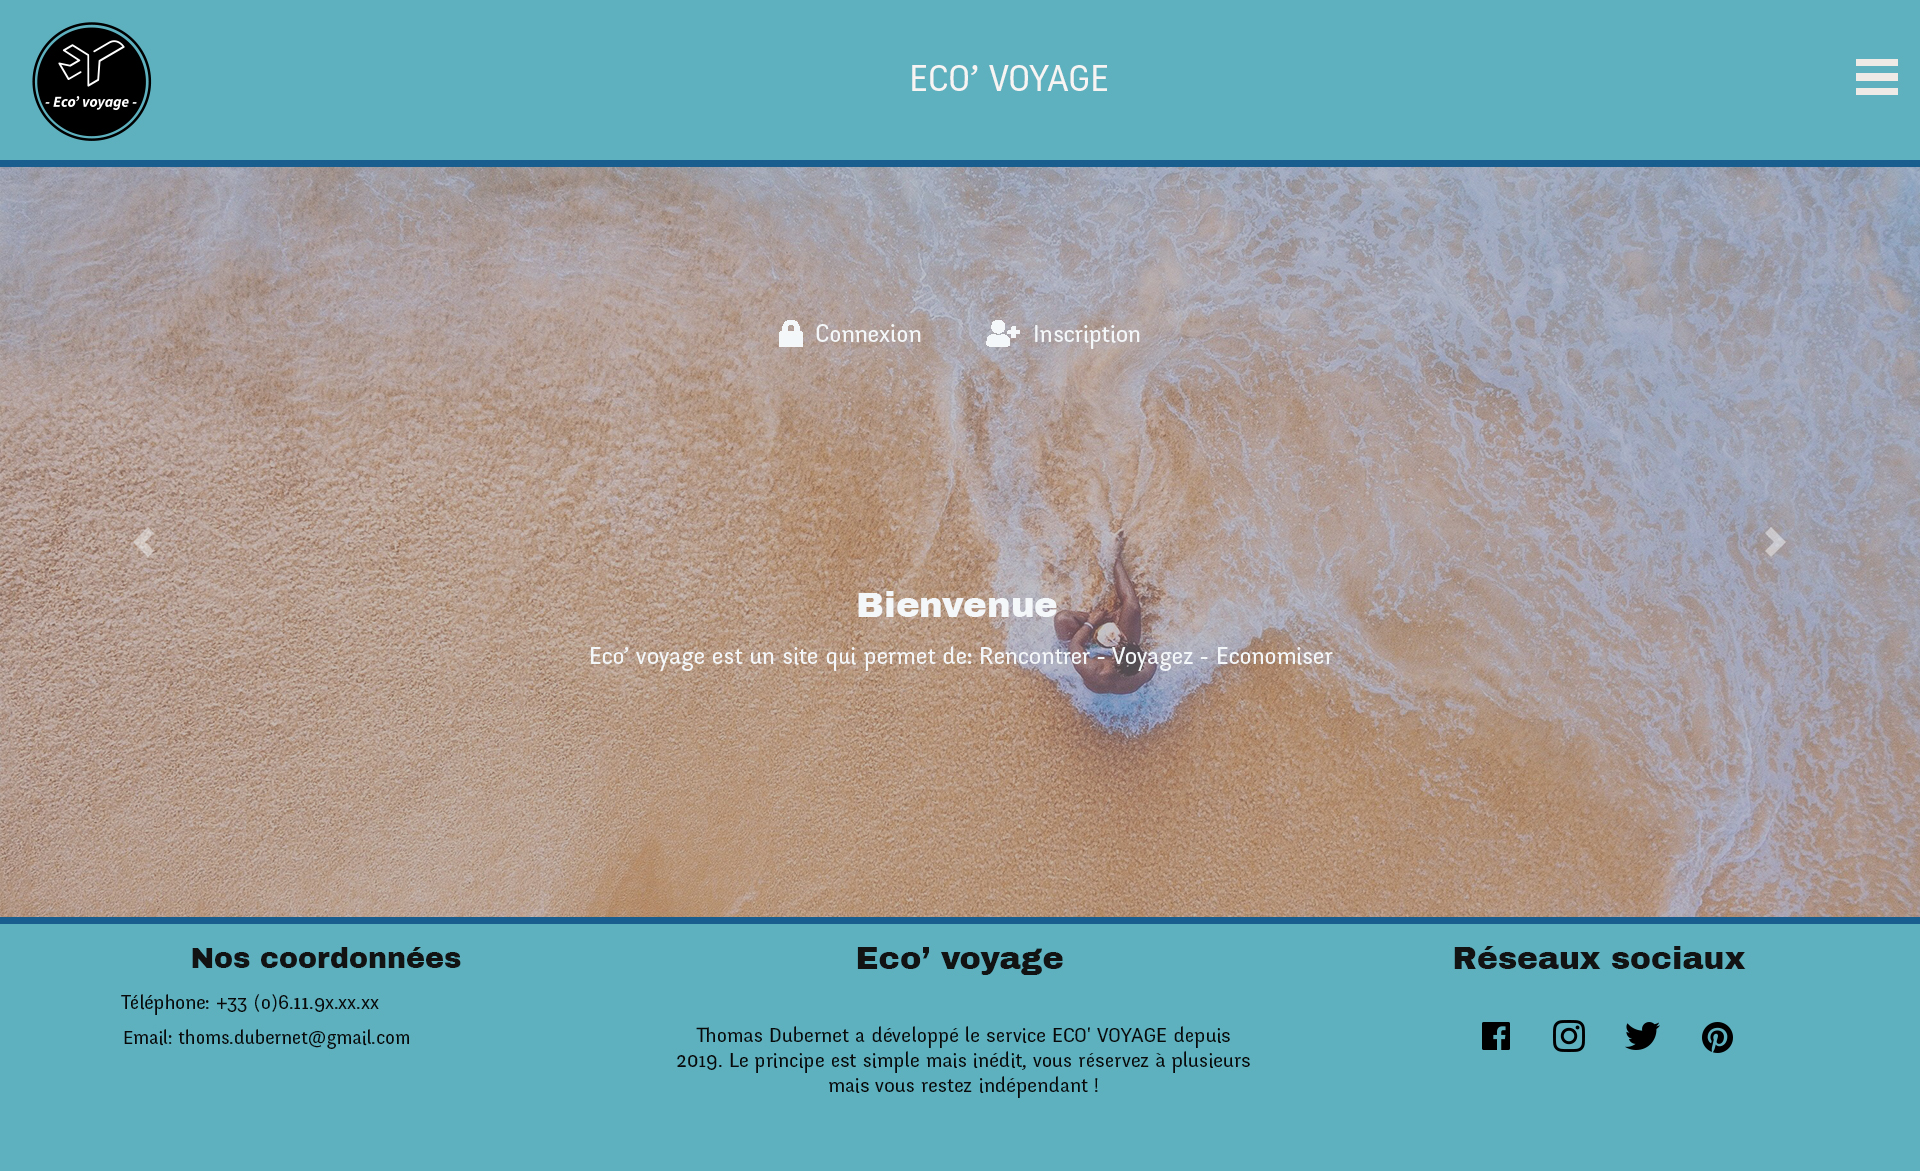 - Eco’ voyage -
ECO’ VOYAGE
Connexion
Inscription
Bienvenue
Eco’ voyage est un site qui permet de: Rencontrer - Voyagez - Economiser
Nos coordonnées
Téléphone: +33 (0)6.11.9x.xx.xx
Email: thoms.dubernet@gmail.com
Eco’ voyage
Thomas Dubernet a développé le service ECO' VOYAGE depuis
2019. Le principe est simple mais inédit, vous réservez à plusieurs
mais vous restez indépendant !
Réseaux sociaux